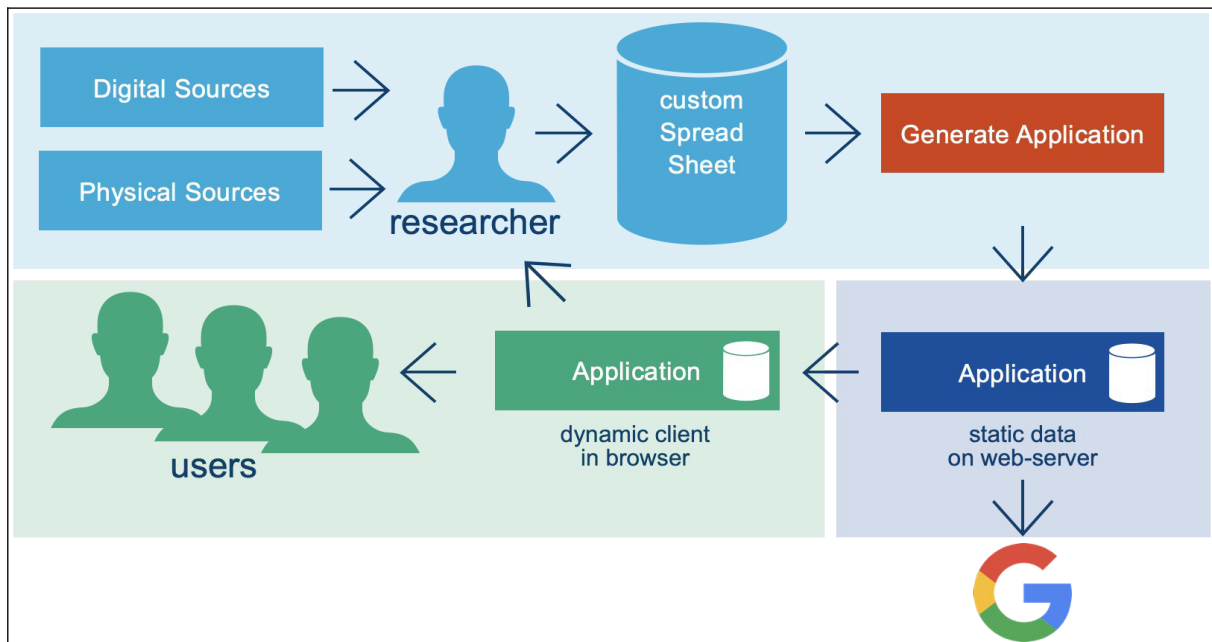 Digital Sources
Physical Sources
researcher
custom
Spread
Sheet
Generate Application
users
Application
dynamic client
in browser
Application
static data
on web-server
G